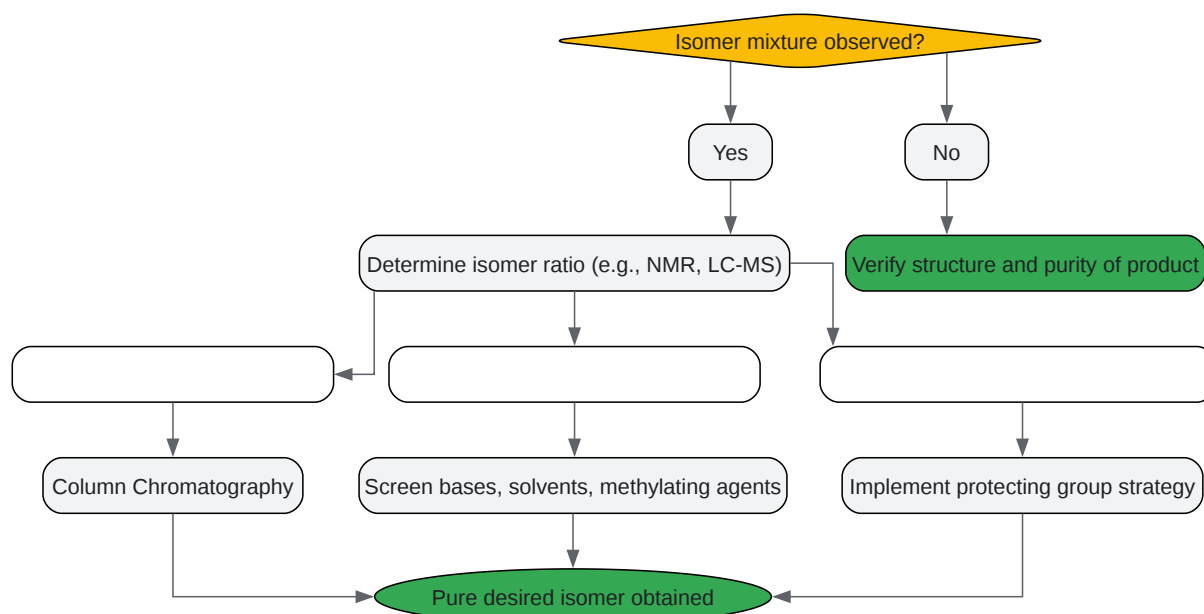 Isomer mixture observed?
Yes
No
Determine isomer ratio (e.g., NMR, LC-MS)
Verify structure and purity of product
Column Chromatography
Screen bases, solvents, methylating agents
Implement protecting group strategy
Pure desired isomer obtained